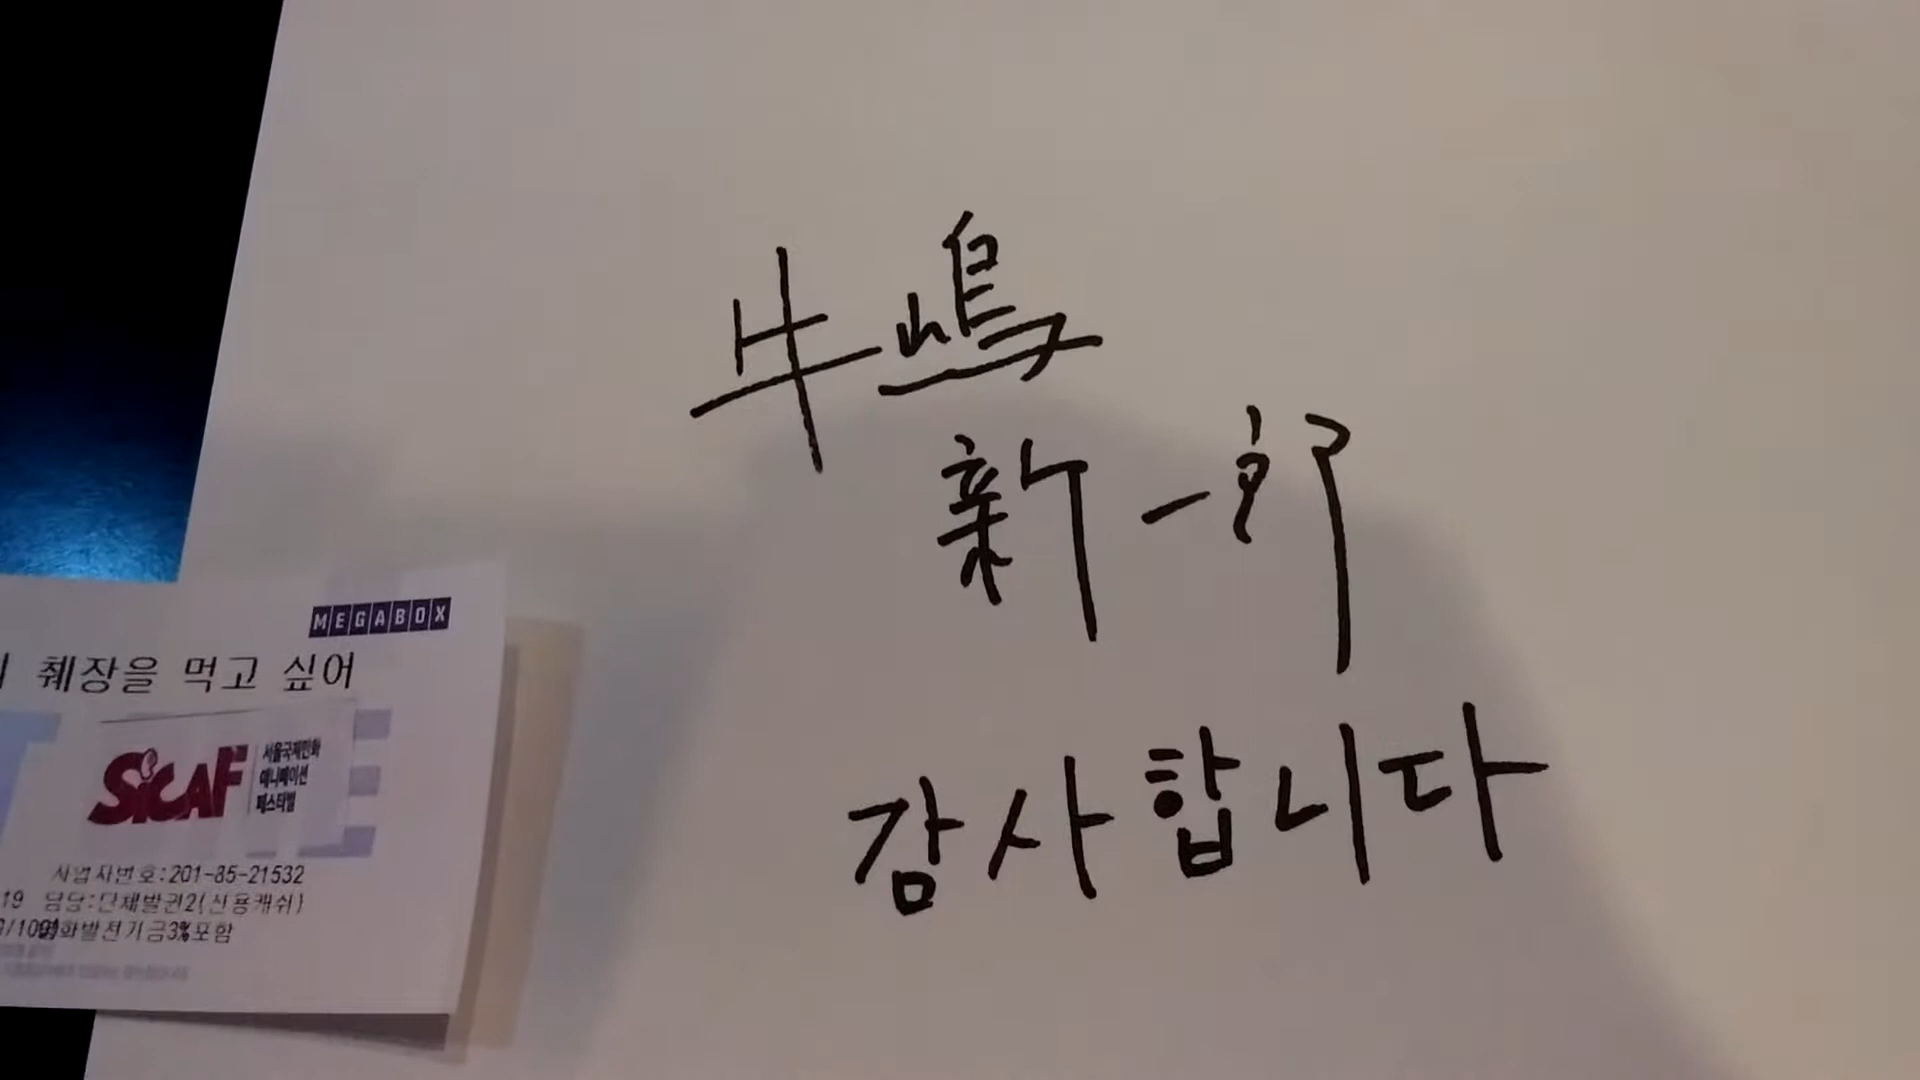 牛嶋
新一郎
감사합니다
MEGABOX
췌장을 먹고 싶어
SICAF
서울국제만화
애니메이션
페스티벌
사업자번호:201-85-21532
19 담당:단체발권2(신용캐쉬)
영화발전기금3%포함